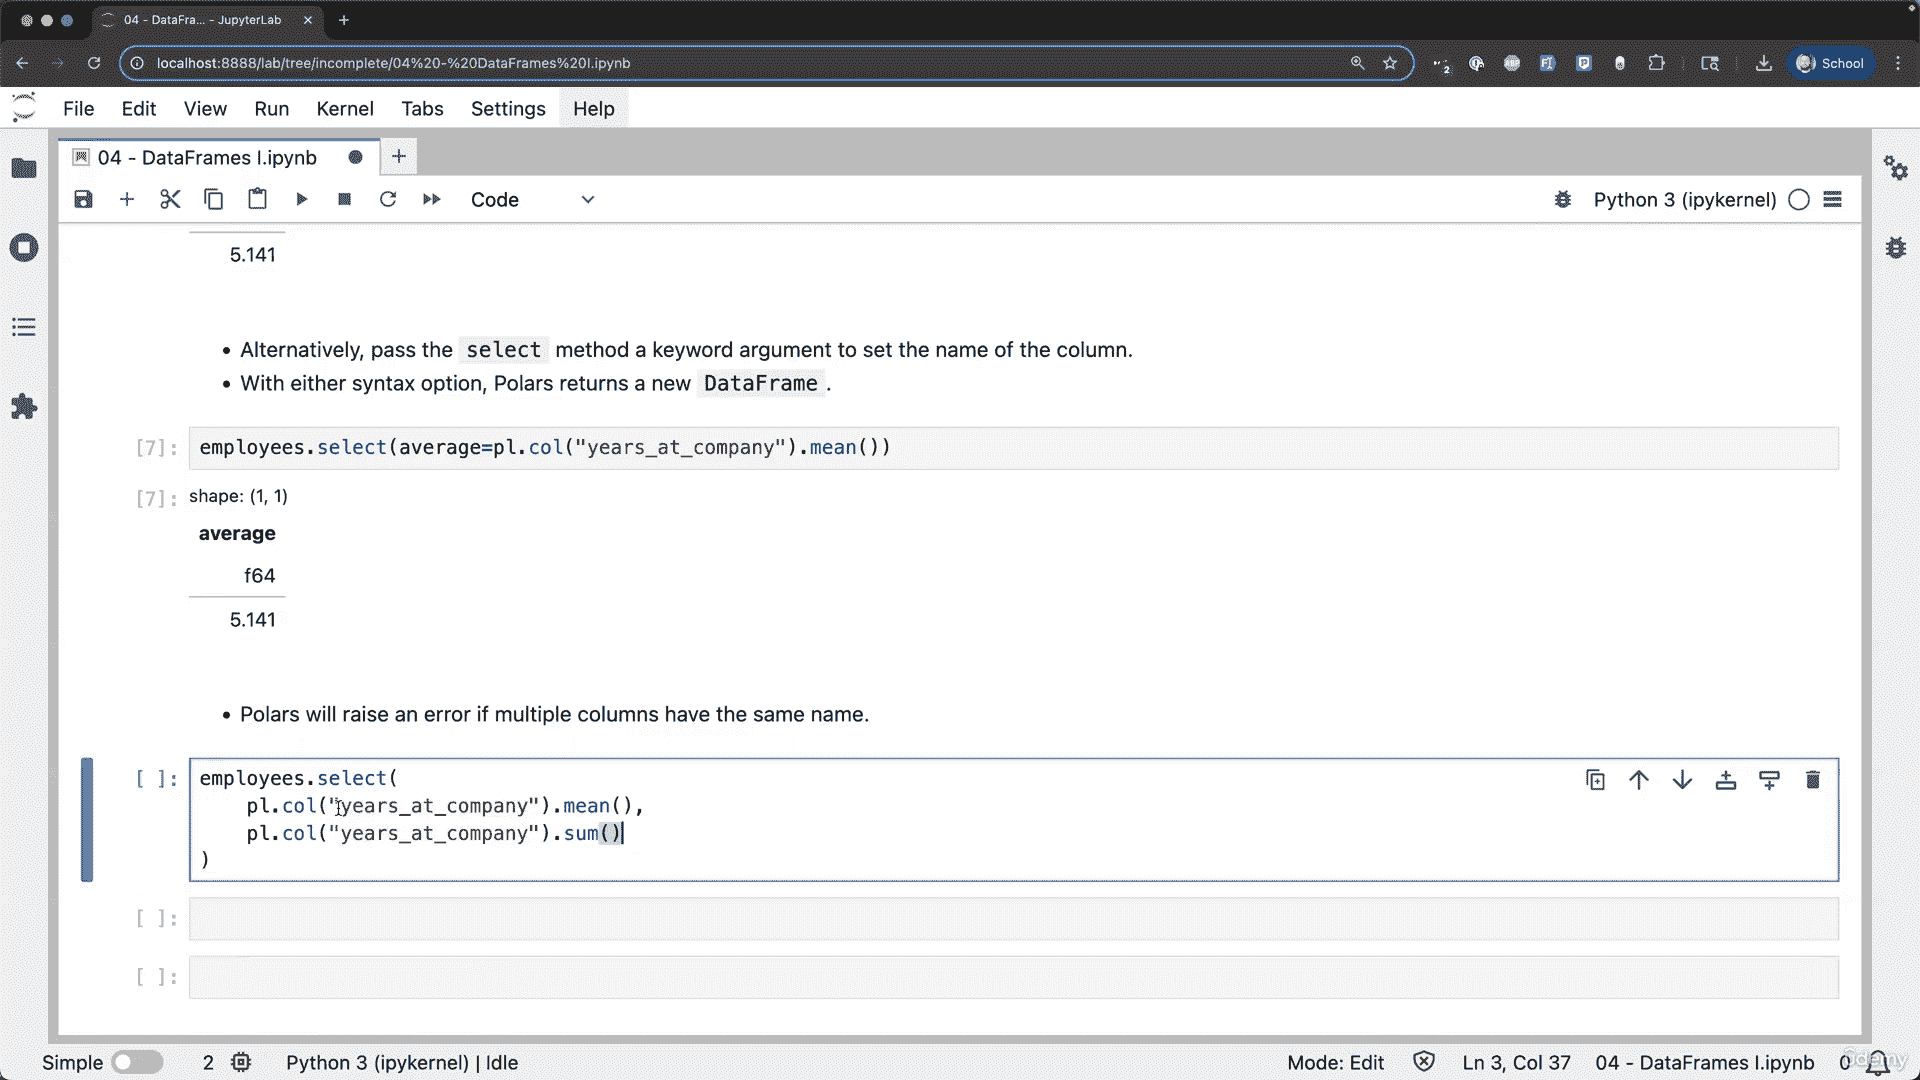 04 - DataFra... - JupyterLab
localhost:8888/lab/tree/incomplete/04%20-%20DataFrames%20I.ipynb
2
ABP
School
File Edit View Run Kernel Tabs Settings Help
04 - DataFrames I.ipynb
Code
Python 3 (ipykernel)
5.141
• Alternatively, pass the select method a keyword argument to set the name of the column.
• With either syntax option, Polars returns a new DataFrame .
[7]: employees.select(average=pl.col("years_at_company").mean())
[7]: shape: (1, 1)
average
f64
5.141
• Polars will raise an error if multiple columns have the same name.
[ ]: employees.select(
pl.col("years_at_company").mean(),
pl.col("years_at_company").sum()
)
[ ]:
[ ]:
Simple 2 Python 3 (ipykernel) | Idle Mode: Edit Ln 3, Col 37 04 - DataFrames I.ipynb 0
Udemy